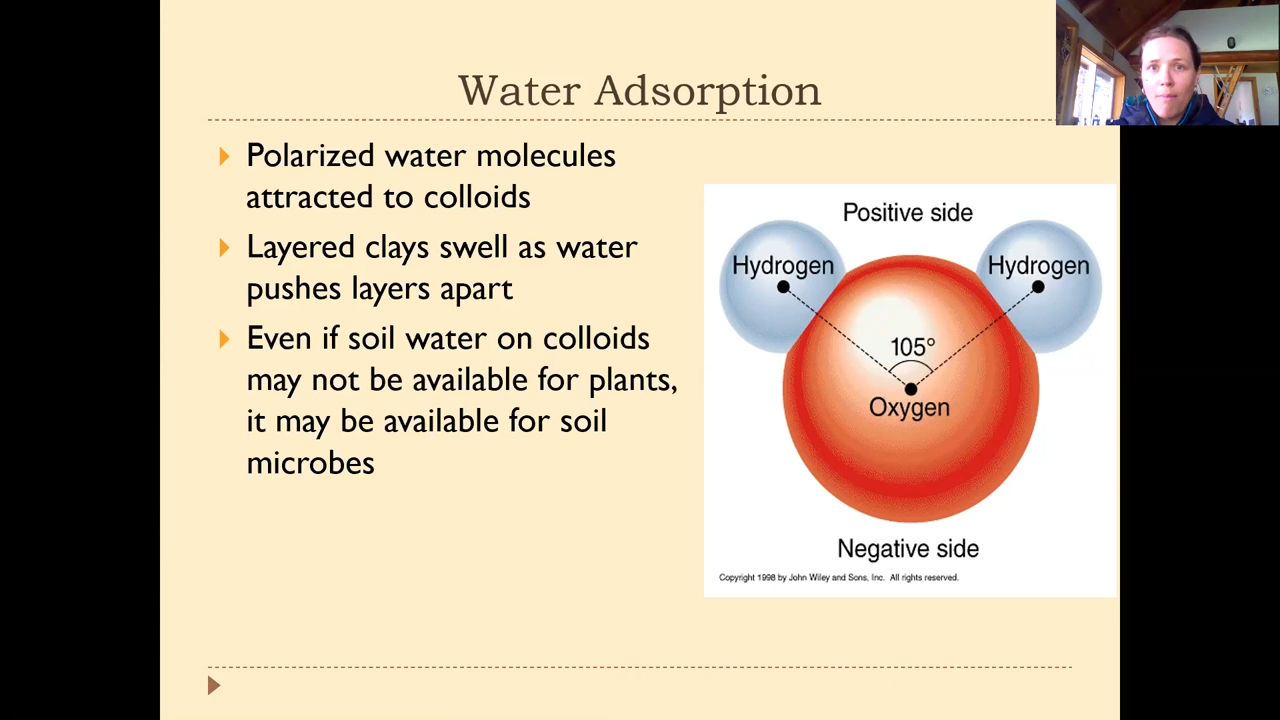 Water Adsorption
Polarized water molecules
attracted to colloids
Layered clays swell as water
pushes layers apart
Even if soil water on colloids
may not be available for plants,
it may be available for soil
microbes
Positive side
Hydrogen
Hydrogen
105°
Oxygen
Negative side
Copyright 1998 by John Wiley and Sons, Inc. All rights reserved.